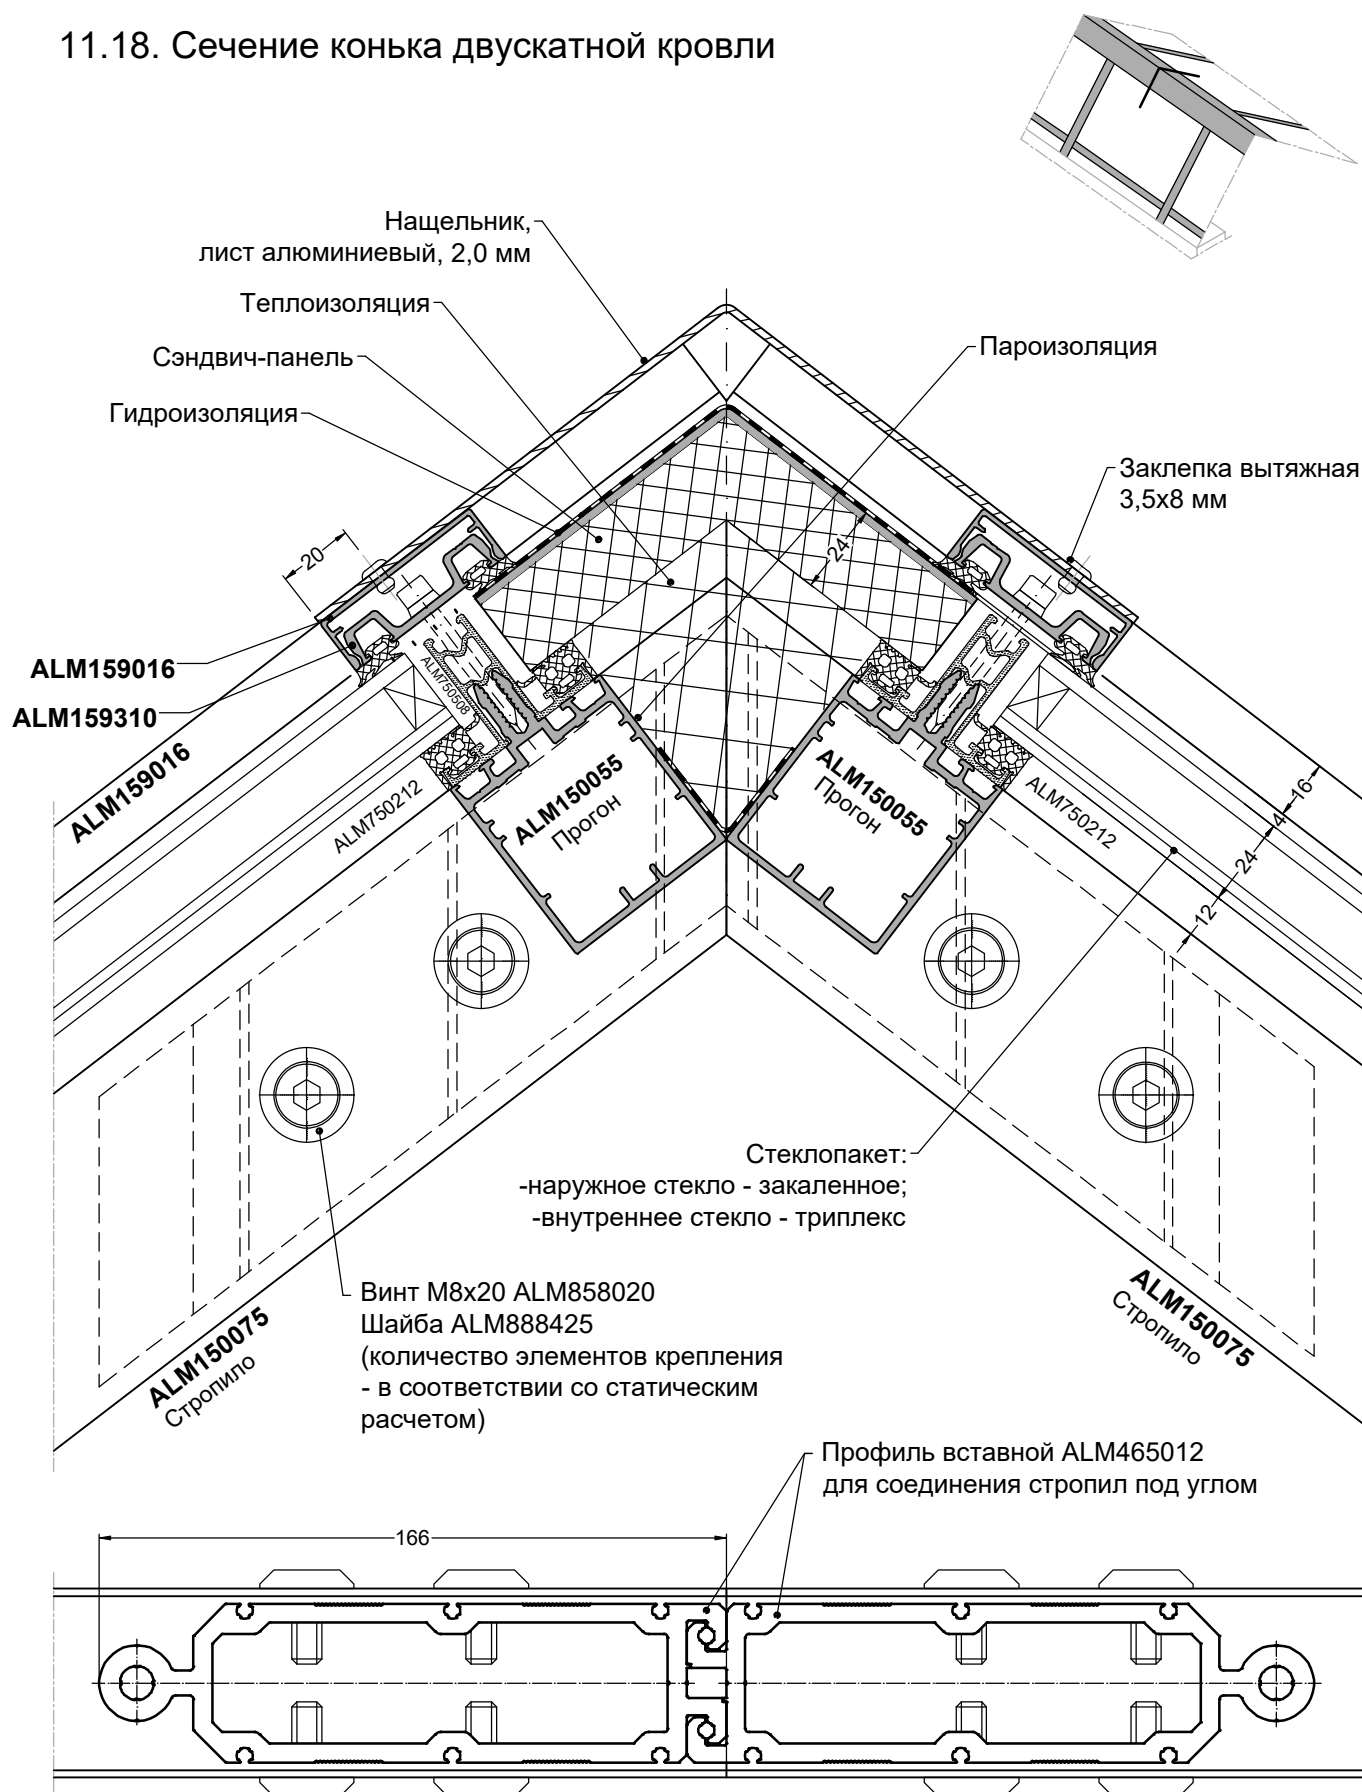 11.18. Сечение конька двускатной кровли
Нащельник,
лист алюминиевый, 2,0 мм
Теплоизоляция
Сэндвич-панель
Гидроизоляция
Пароизоляция
Заклепка вытяжная
3,5х8 мм
20
24
ALM159016
ALM159310
ALM159016
ALM750508
ALM750212
ALM150055
Прогон
ALM150055
Прогон
ALM750212
16
4
24
12
Стеклопакет:
-наружное стекло - закаленное;
-внутреннее стекло - триплекс
Винт М8х20 ALM858020
Шайба ALM888425
(количество элементов крепления
- в соответствии со статическим
расчетом)
ALM150075
Стропило
ALM150075
Стропило
Профиль вставной ALM465012
для соединения стропил под углом
166